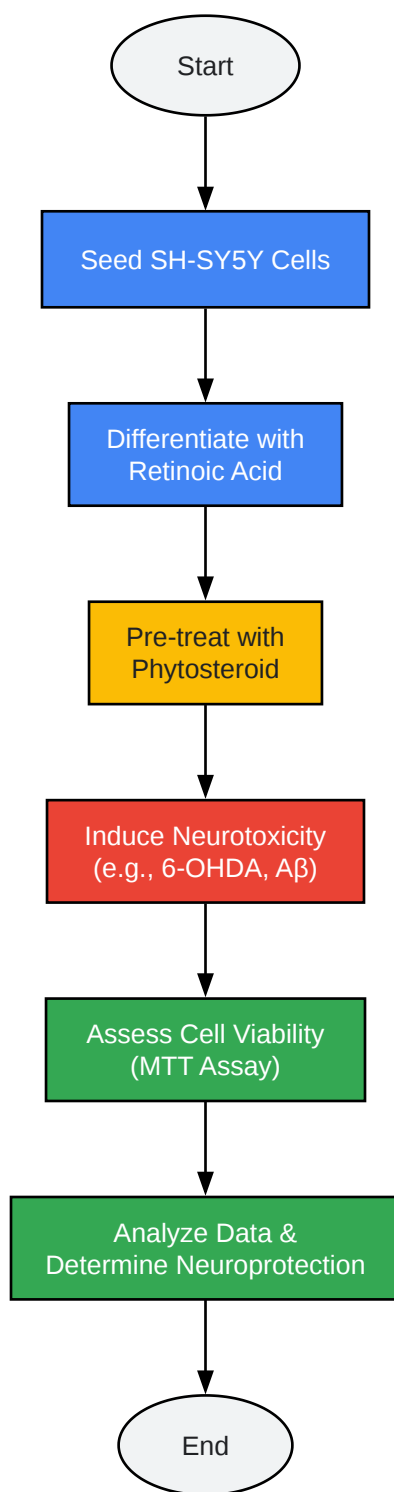 Start
Seed SH-SY5Y Cells
Differentiate with
Retinoic Acid
Pre-treat with
Phytosteroid
Induce Neurotoxicity
(e.g., 6-OHDA, Aβ)
Assess Cell Viability
(MTT Assay)
Analyze Data &
Determine Neuroprotection
End